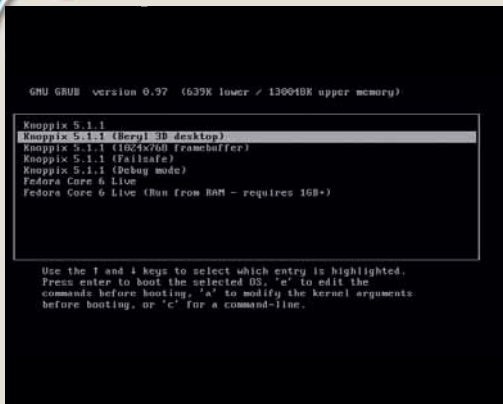 GNU GRUB version 0.97 (639K lower / 130048K upper memory)
Knoppix 5.1.1
Knoppix 5.1.1 (Beryl 3D desktop)
Knoppix 5.1.1 (1024x768 framebuffer)
Knoppix 5.1.1 (Failsafe)
Knoppix 5.1.1 (Debug mode)
Fedora Core 6 Live
Fedora Core 6 Live (Run from RAM - requires 1GB+)
Use the ↑ and ↓ keys to select which entry is highlighted.
Press enter to boot the selected OS, 'e' to edit the
commands before booting, 'a' to modify the kernel arguments
before booting, or 'c' for a command-line.